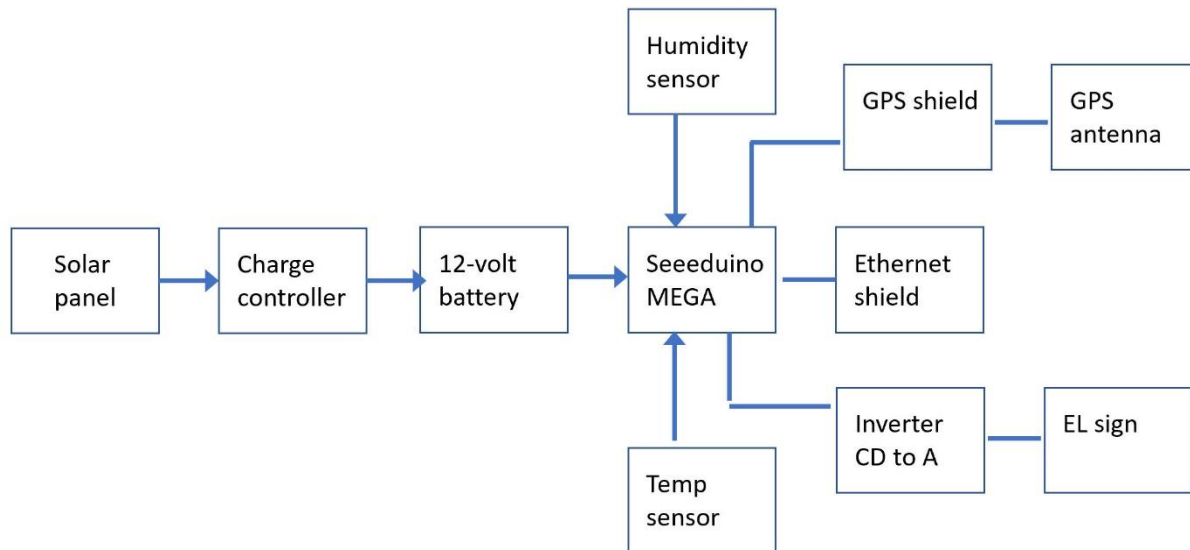 Humidity
sensor
GPS shield
GPS
antenna
Solar
panel
Charge
controller
12-volt
battery
Seeeduino
MEGA
Ethernet
shield
Inverter
CD to A
EL sign
Temp
sensor